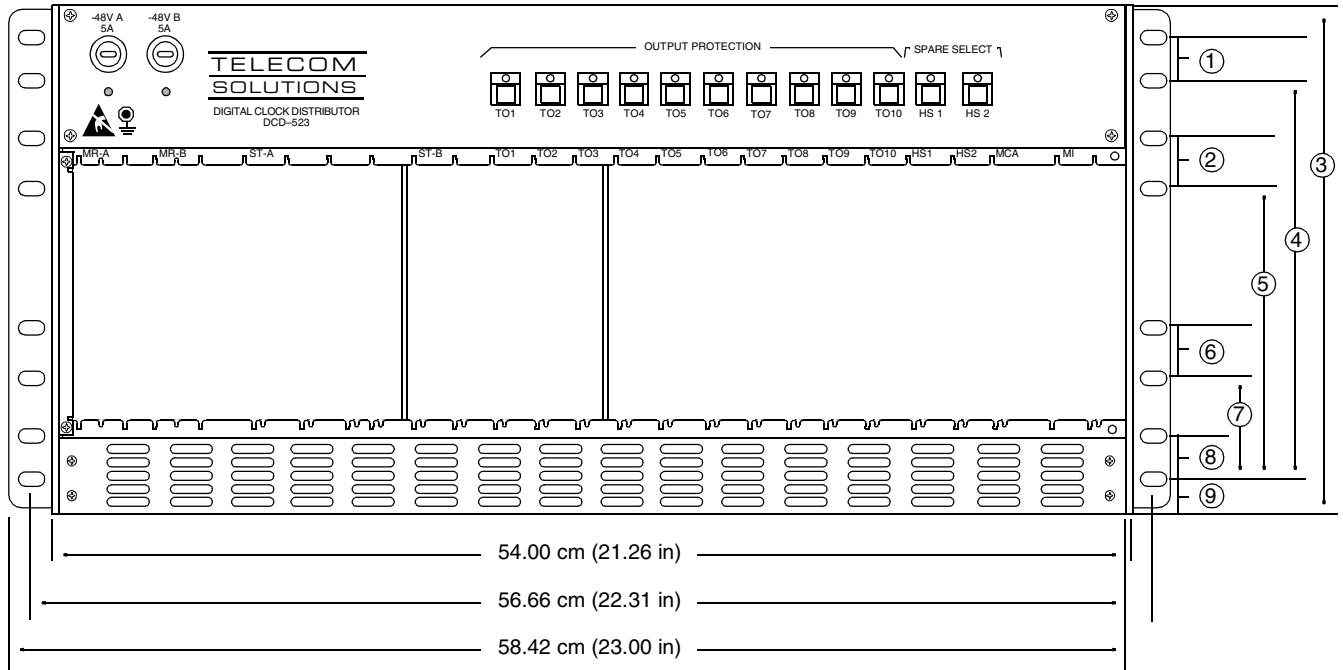 -48V A -48V B
5A 5A
TELECOM
SOLUTIONS
DIGITAL CLOCK DISTRIBUTOR
DCD–523
OUTPUT PROTECTION SPARE SELECT
TO1 TO2 TO3 TO4 TO5 TO6 TO7 TO8 TO9 TO10 HS 1 HS 2
MR-A MR-B ST-A ST-B TO1 TO2 TO3 TO4 TO5 TO6 TO7 TO8 TO9 TO10 HS1 HS2 MCA MI
1
2
3
4
5
6
7
8
9
54.00 cm (21.26 in)
56.66 cm (22.31 in)
58.42 cm (23.00 in)